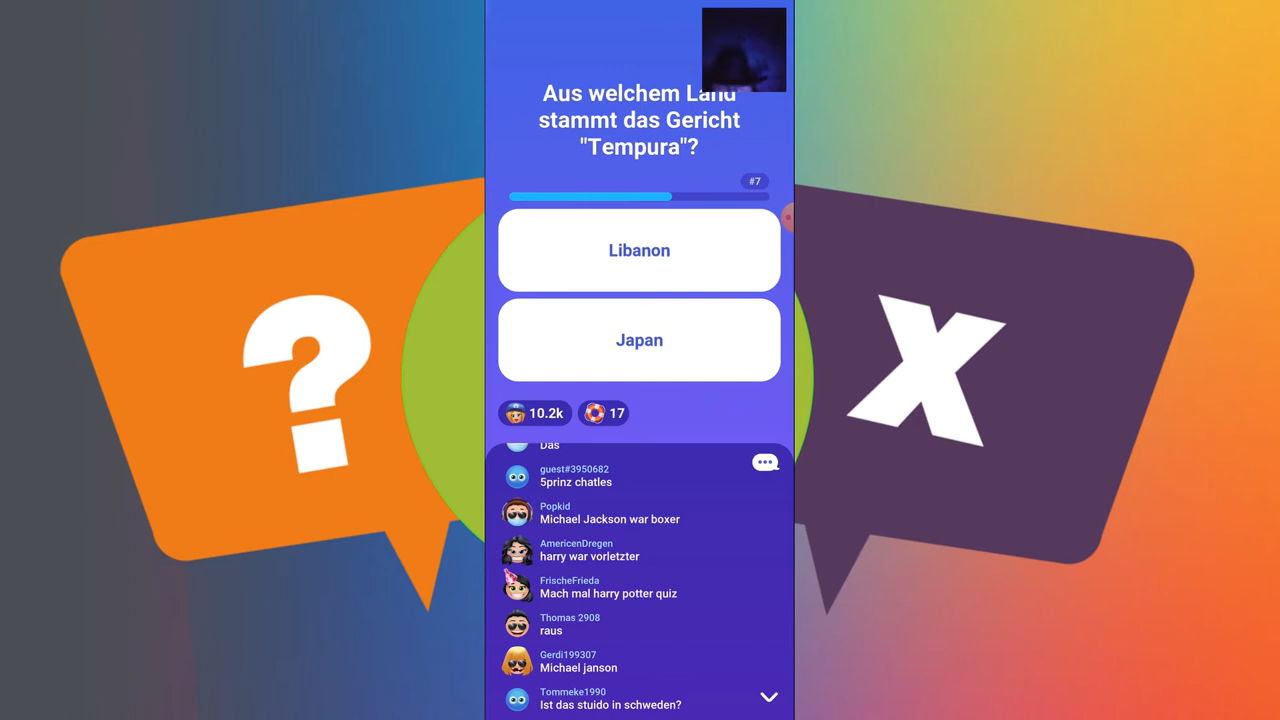 Aus welchem Land
stammt das Gericht
"Tempura"?
#7
Libanon
Japan
10.2k
17
Das
guest#3950682
5prinz chatles
Popkid
Michael Jackson war boxer
AmericenDregen
harry war vorletzter
FrischeFrieda
Mach mal harry potter quiz
Thomas 2908
raus
Gerdi199307
Michael janson
Tommeke1990
Ist das stuido in schweden?
?
X